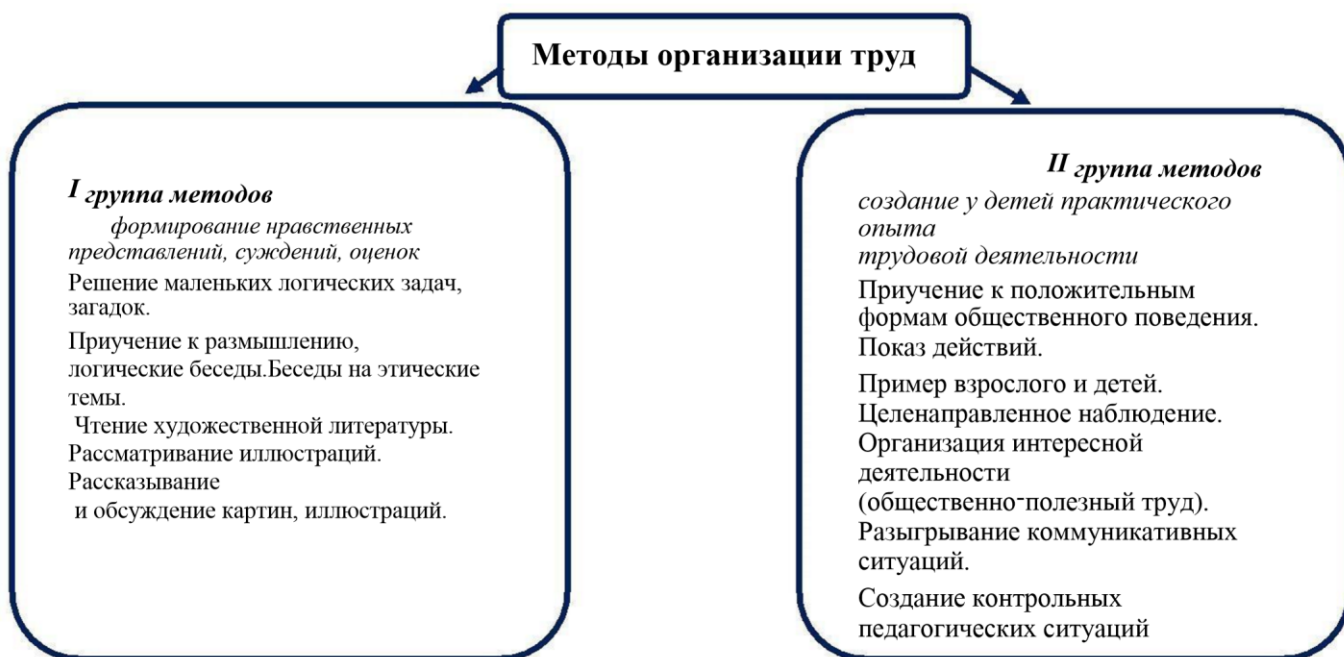 Методы организации труд
I группа методов
формирование нравственных
представлений, суждений, оценок
Решение маленьких логических задач,
загадок.
Приучение к размышлению,
логические беседы.Беседы на этические
темы.
Чтение художественной литературы.
Рассматривание иллюстраций.
Рассказывание
и обсуждение картин, иллюстраций.
II группа методов
создание у детей практического
опыта
трудовой деятельности
Приучение к положительным
формам общественного поведения.
Показ действий.
Пример взрослого и детей.
Целенаправленное наблюдение.
Организация интересной
деятельности
(общественно-полезный труд).
Разыгрывание коммуникативных
ситуаций.
Создание контрольных
педагогических ситуаций